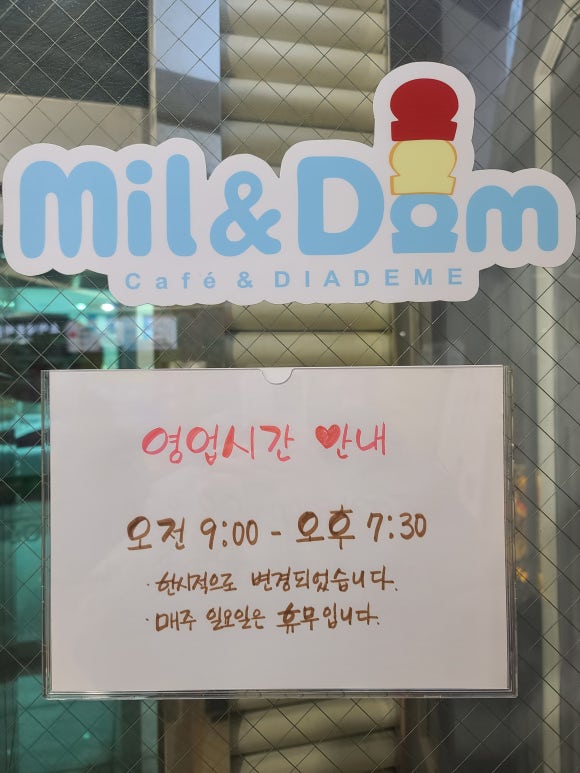 Mil&Dom
Café & DIADEME
영업시간 안내
오전 9:00 - 오후 7:30
· 한시적으로 변경되었습니다.
· 매주 일요일은 휴무입니다.